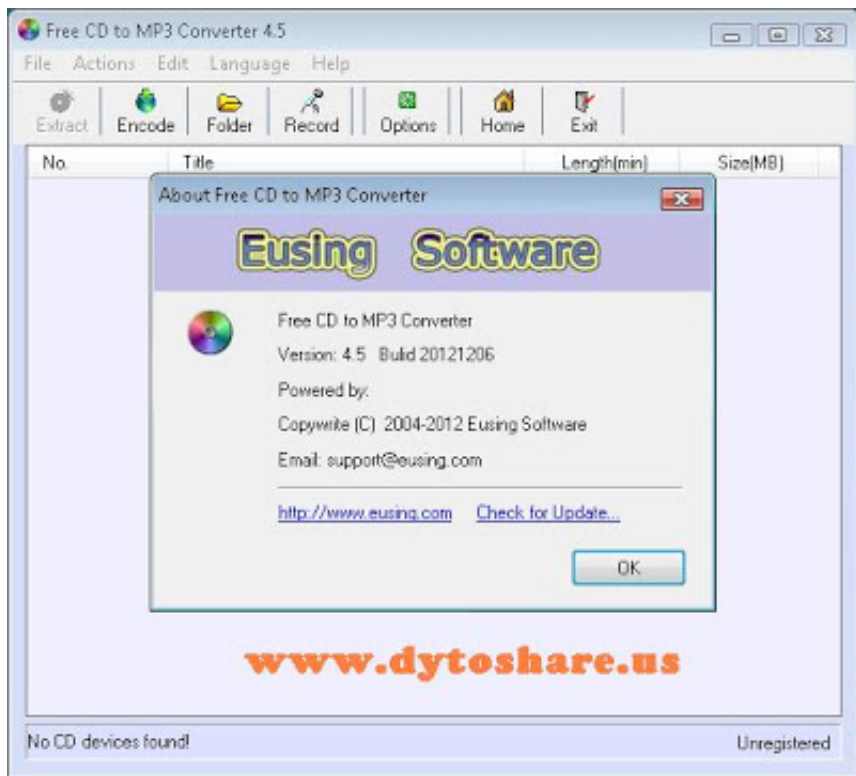 Free CD to MP3 Converter 4.5
File Actions Edit Language Help
Extract Encode Folder Record Options Home Exit
No. Title Length(min) Size(MB)
About Free CD to MP3 Converter
Eusing Software
Free CD to MP3 Converter
Version: 4.5 Bulid 20121206
Powered by:
Copywrite (C) 2004-2012 Eusing Software
Email: support@eusing.com
http://www.eusing.com Check for Update...
OK
www.dytoshare.us
No CD devices found! Unregistered